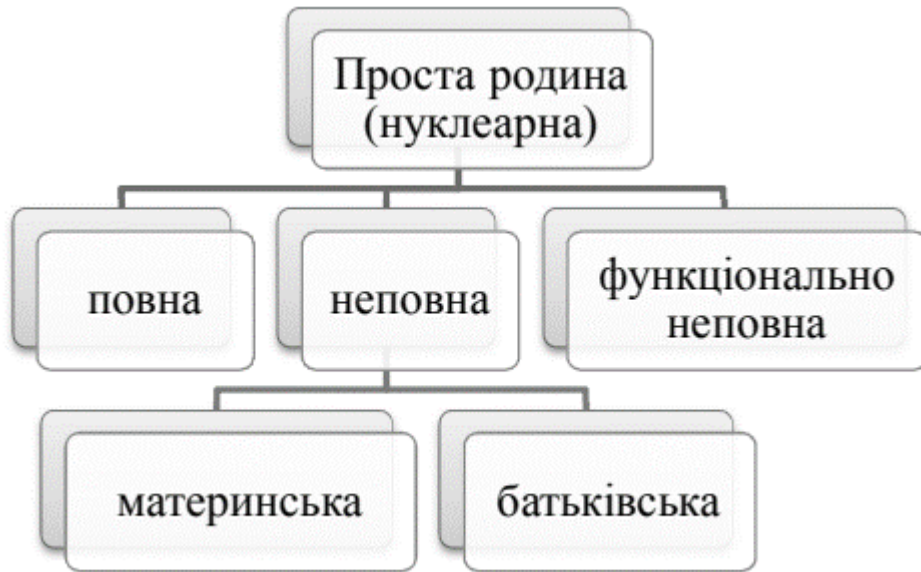 Проста родина
(нуклеарна)
повна
неповна
функціонально
неповна
материнська
батьківська